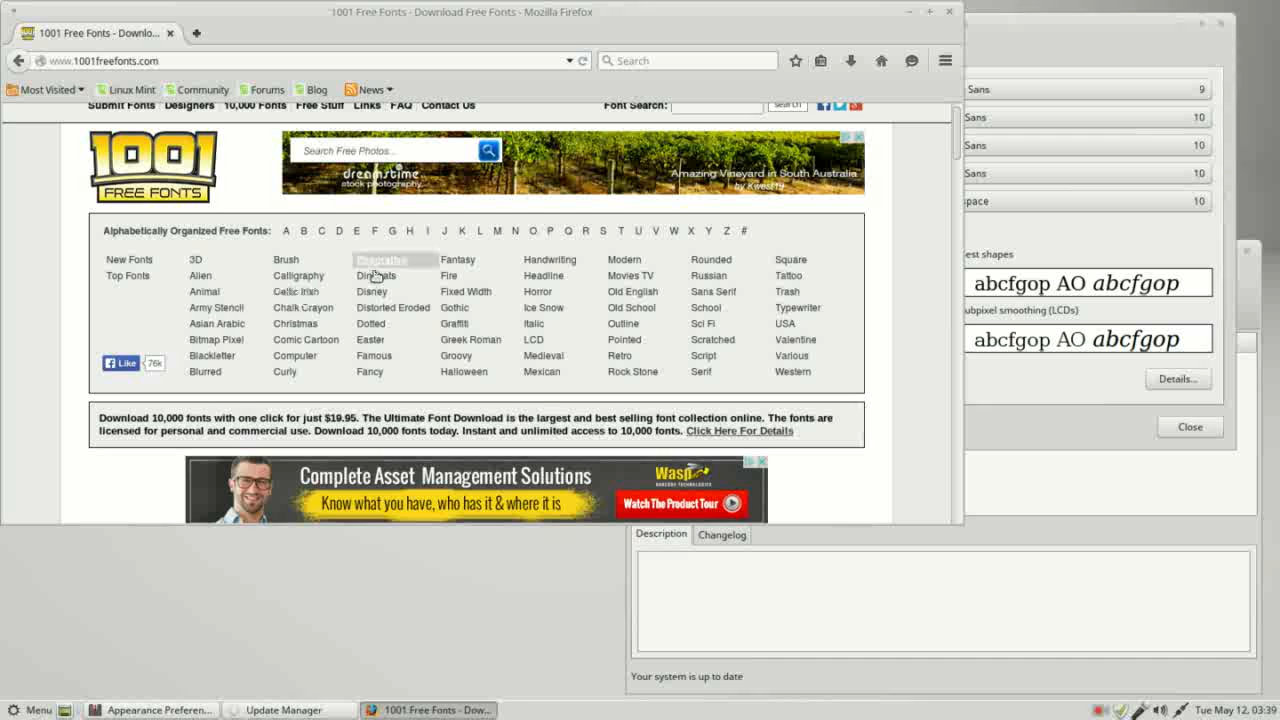 1001 Free Fonts - Download Free Fonts - Mozilla Firefox
1001 Free Fonts - Downlo...
www.1001freefonts.com
Search
Most Visited
Linux Mint
Community
Forums
Blog
News
Submit Fonts Designers 10,000 Fonts Free Stuff Links FAQ Contact Us
Font Search:
search
1001
FREE FONTS
Search Free Photos...
dreamstime
stock photography
Amazing Vineyard in South Australia
by Kwest19
Alphabetically Organized Free Fonts: A B C D E F G H I J K L M N O P Q R S T U V W X Y Z #
New Fonts 3D Brush Fantasy Handwriting Modern Rounded Square
Top Fonts Alien Calligraphy Dingbats Fire Headline Movies TV Russian Tattoo
Animal Celtic Irish Disney Fixed Width Horror Old English Sans Serif Trash
Army Stencil Chalk Crayon Distorted Eroded Gothic Ice Snow Old School School Typewriter
Asian Arabic Christmas Dotted Graffiti Italic Outline Sci Fi USA
Bitmap Pixel Comic Cartoon Easter Greek Roman LCD Pointed Scratched Valentine
Blackletter Computer Famous Groovy Medieval Retro Script Various
Blurred Curly Fancy Halloween Mexican Rock Stone Serif Western
Like 76k
Download 10,000 fonts with one click for just $19.95. The Ultimate Font Download is the largest and best selling font collection online. The fonts are
licensed for personal and commercial use. Download 10,000 fonts today. Instant and unlimited access to 10,000 fonts. Click Here For Details
Complete Asset Management Solutions
Know what you have, who has it & where it is
Wasp
BARCODE TECHNOLOGIES
Watch The Product Tour
Sans 9
Sans 10
Sans 10
Sans 10
space 10
est shapes
abcfgop AO abcfgop
ubpixel smoothing (LCDs)
abcfgop AO abcfgop
Details...
Close
Description
Changelog
Your system is up to date
Menu
Appearance Preferen...
Update Manager
1001 Free Fonts - Dow...
Tue May 12, 03:39